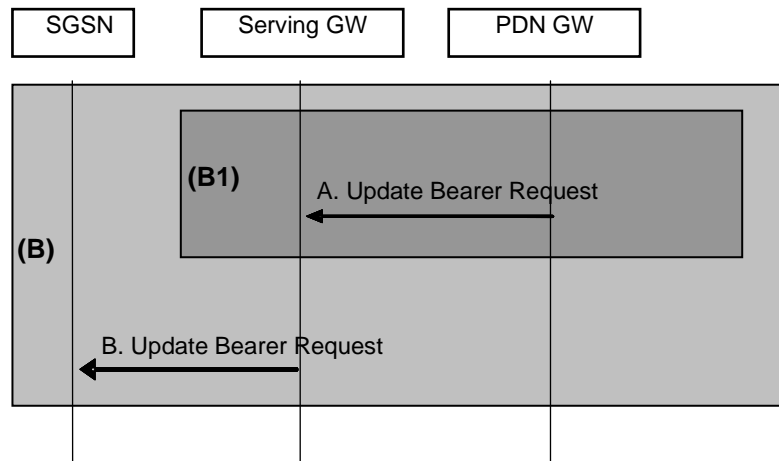 SGSN
Serving GW
PDN GW
(B1)
A. Update Bearer Request
(B)
B. Update Bearer Request